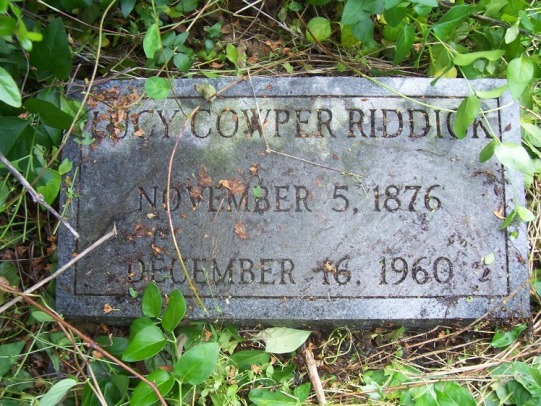 LUCY COWPER RIDDICK
NOVEMBER 5, 1876
DECEMBER 16, 1960